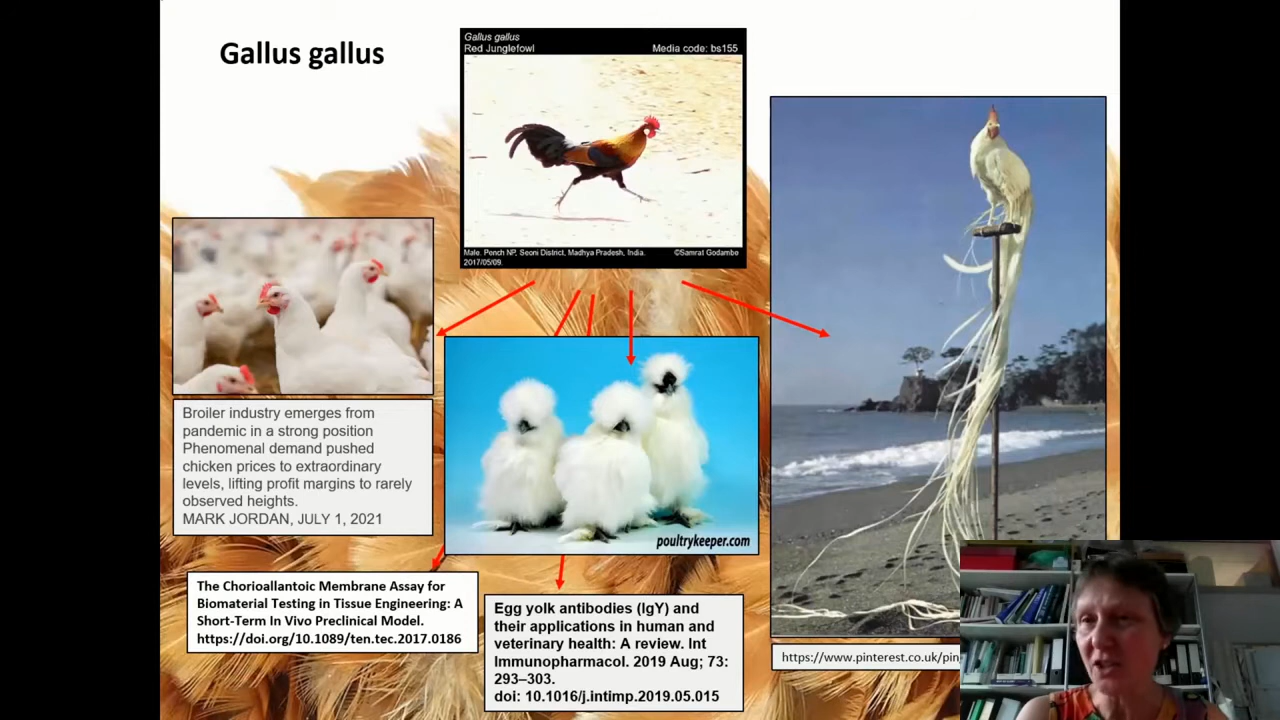 Gallus gallus
Gallus gallus
Red Junglefowl Media code: bs155
Male. Pench NP, Seoni District, Madhya Pradesh, India. ©Samrat Godambe
2017/05/09.
Broiler industry emerges from
pandemic in a strong position
Phenomenal demand pushed
chicken prices to extraordinary
levels, lifting profit margins to rarely
observed heights.
MARK JORDAN, JULY 1, 2021
poultrykeeper.com
The Chorioallantoic Membrane Assay for
Biomaterial Testing in Tissue Engineering: A
Short-Term In Vivo Preclinical Model.
https://doi.org/10.1089/ten.tec.2017.0186
Egg yolk antibodies (IgY) and
their applications in human and
veterinary health: A review. Int
Immunopharmacol. 2019 Aug; 73:
293–303.
doi: 10.1016/j.intimp.2019.05.015
https://www.pinterest.co.uk/pin